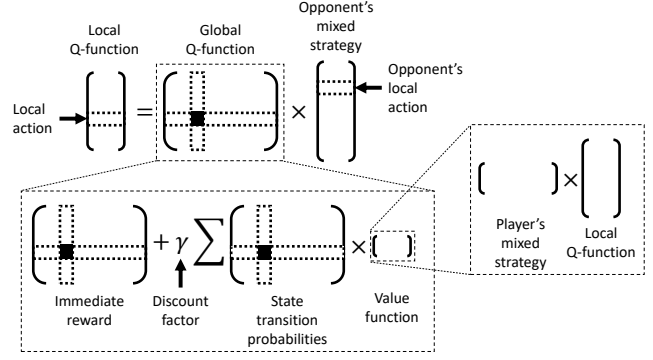 Local
Q-function
Global
Q-function
Opponent's
mixed
strategy
Local
action
=
×
Opponent's
local
action
+ γ ∑
×
Immediate
reward
Discount
factor
State
transition
probabilities
Value
function
×
Player's
mixed
strategy
Local
Q-function